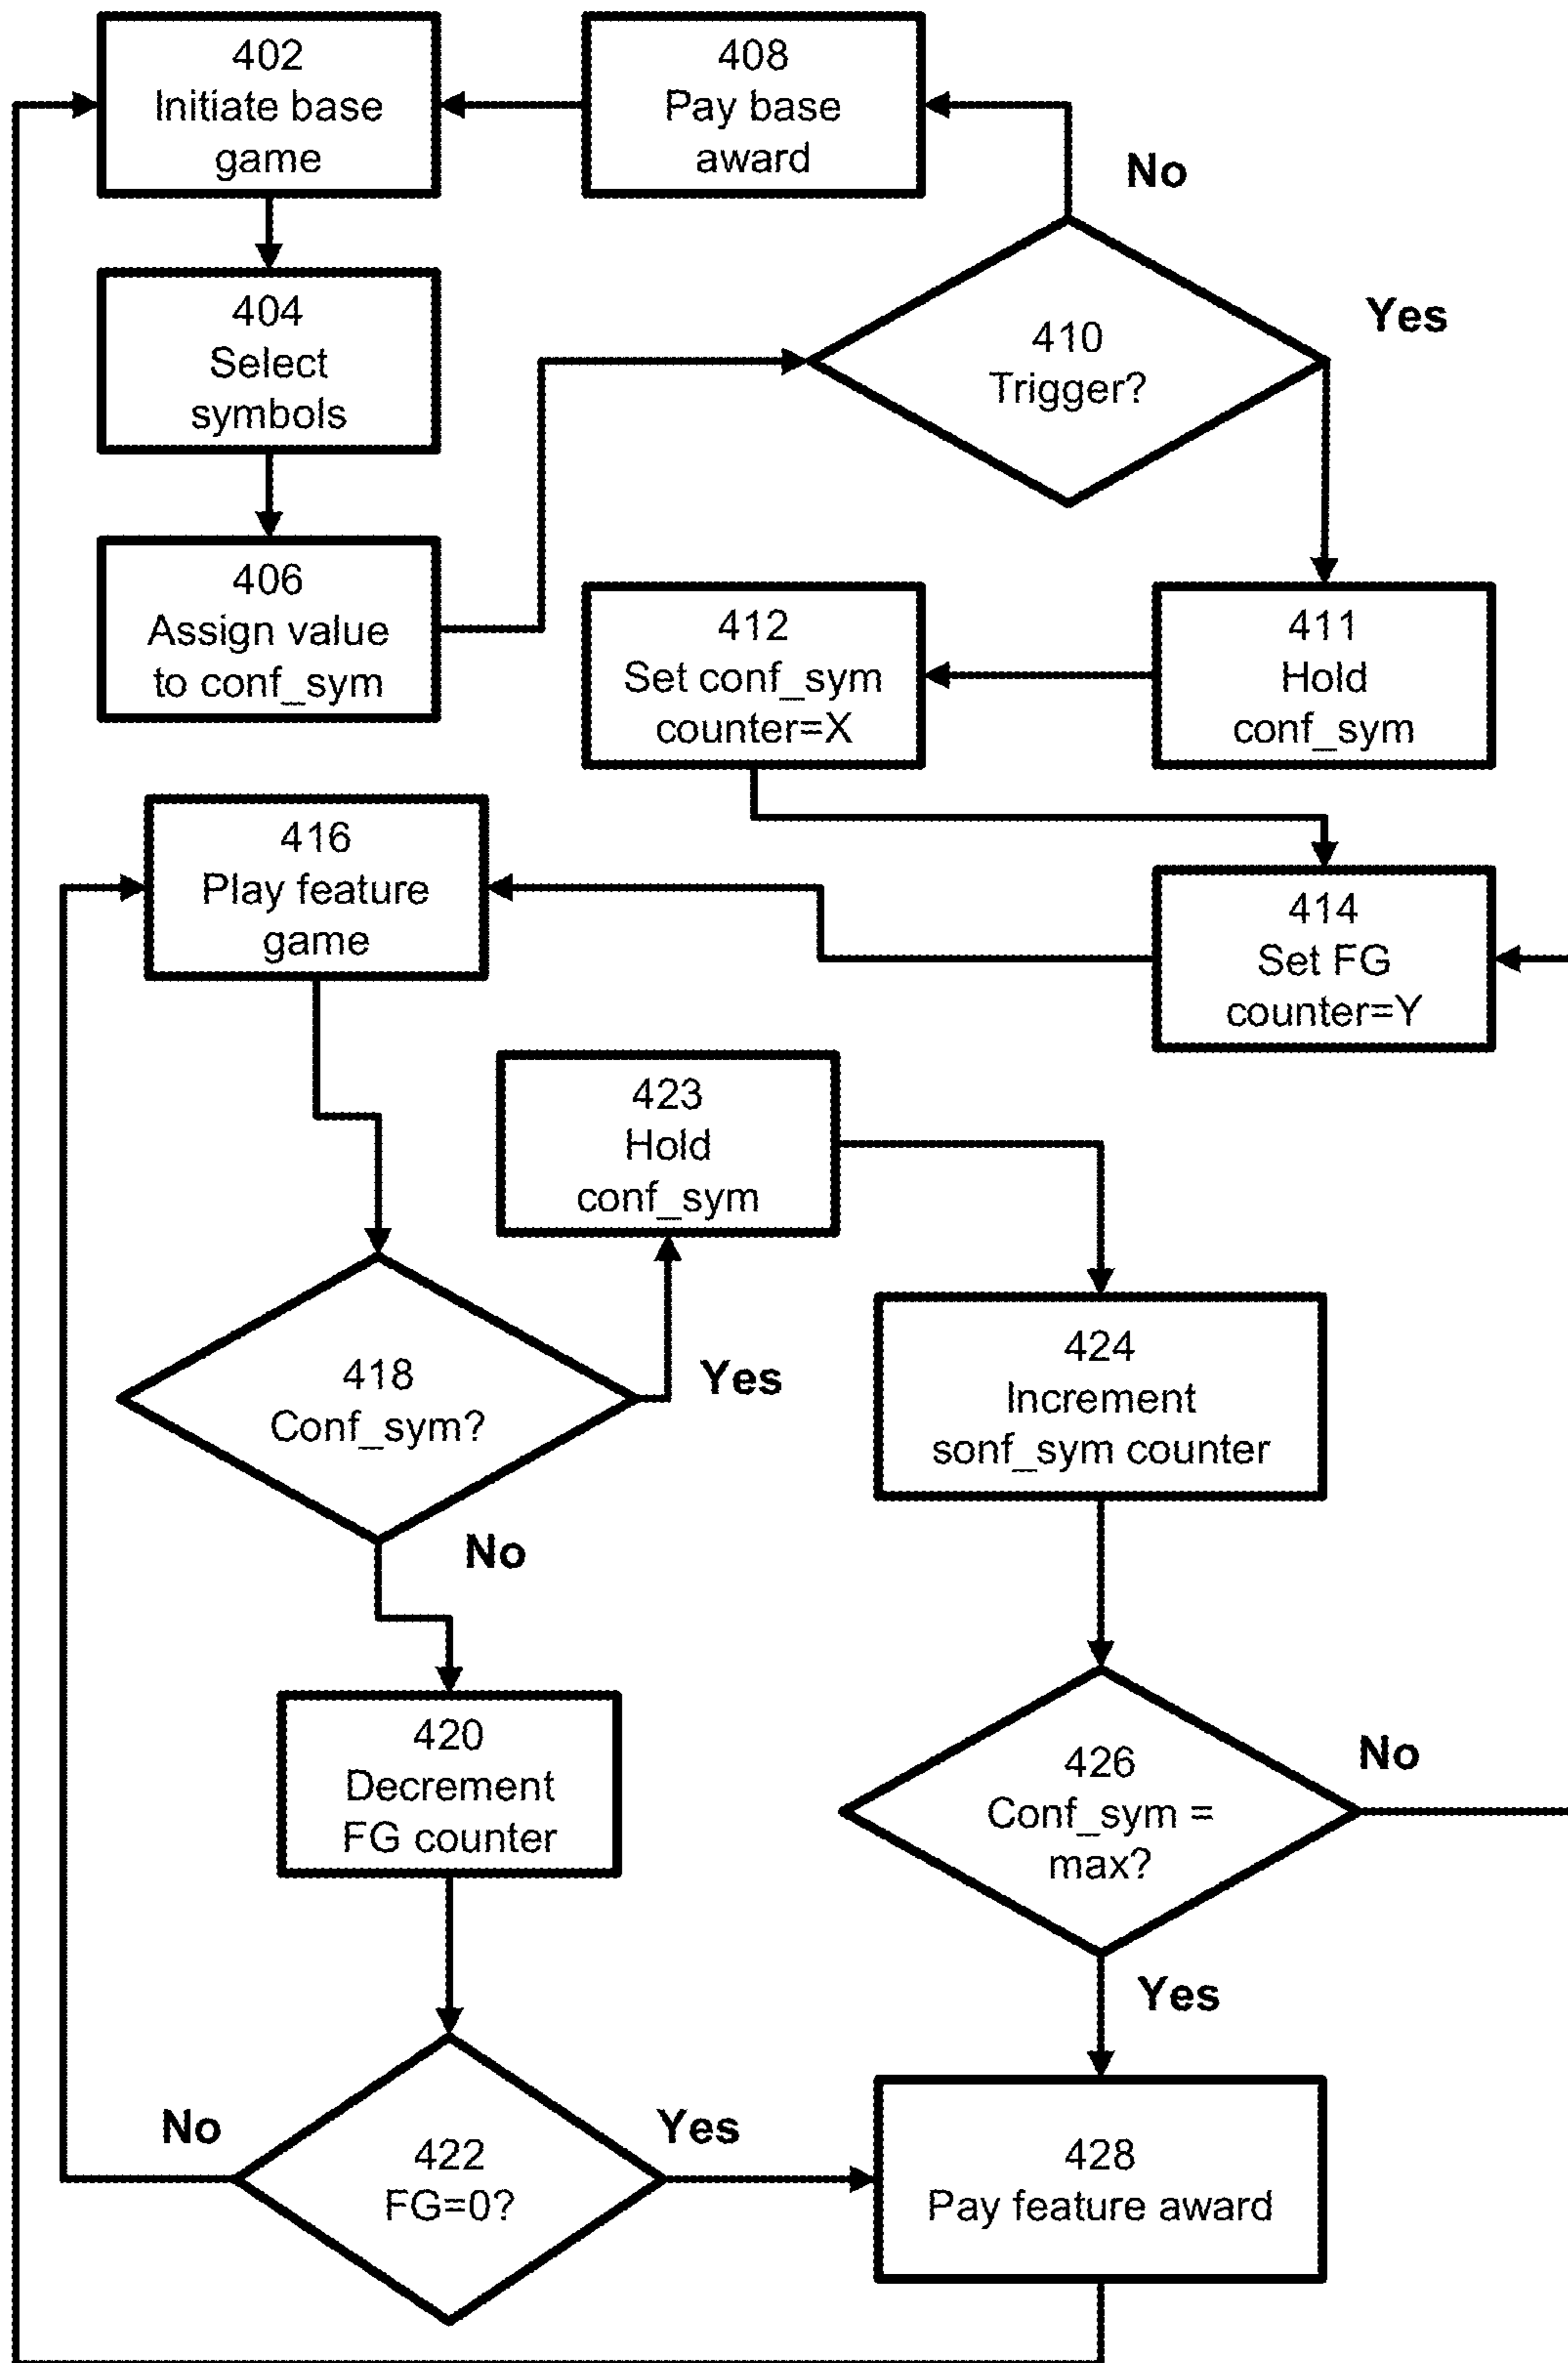 402
Initiate base
game
408
Pay base
award
No
404
Select
symbols
410
Trigger?
Yes
406
Assign value
to conf_sym
412
Set conf_sym
counter=X
411
Hold
conf_sym
416
Play feature
game
414
Set FG
counter=Y
423
Hold
conf_sym
418
Conf_sym?
Yes
No
424
Increment
sonf_sym counter
420
Decrement
FG counter
426
Conf_sym =
max?
No
Yes
422
FG=0?
No
Yes
428
Pay feature award